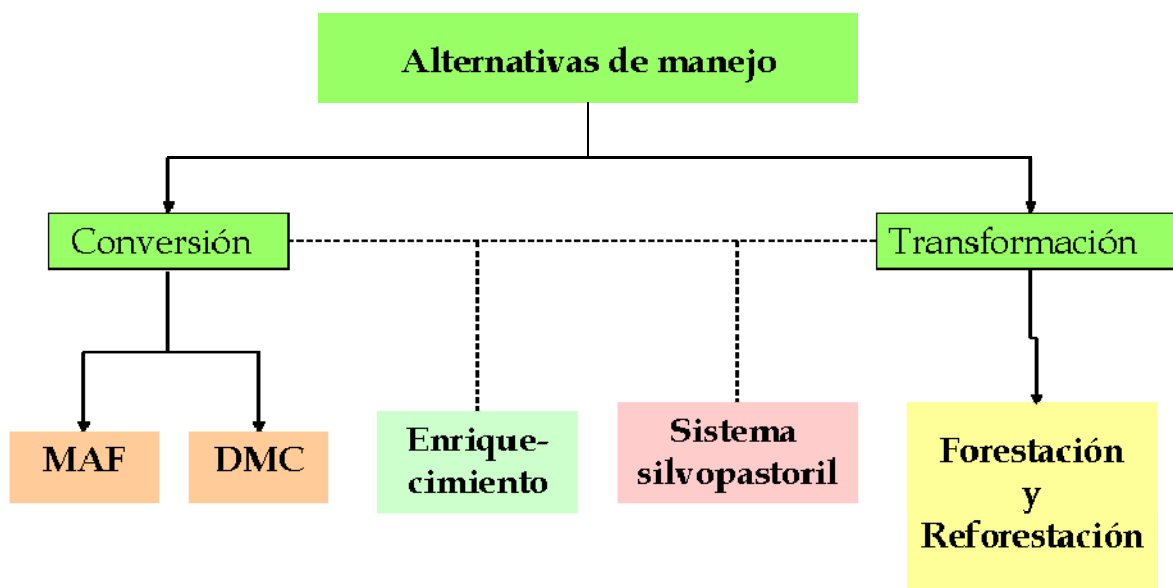 Alternativas de manejo
Conversión
Transformación
MAF
DMC
Enrique-
cimiento
Sistema
silvopastoril
Forestación
y
Reforestación